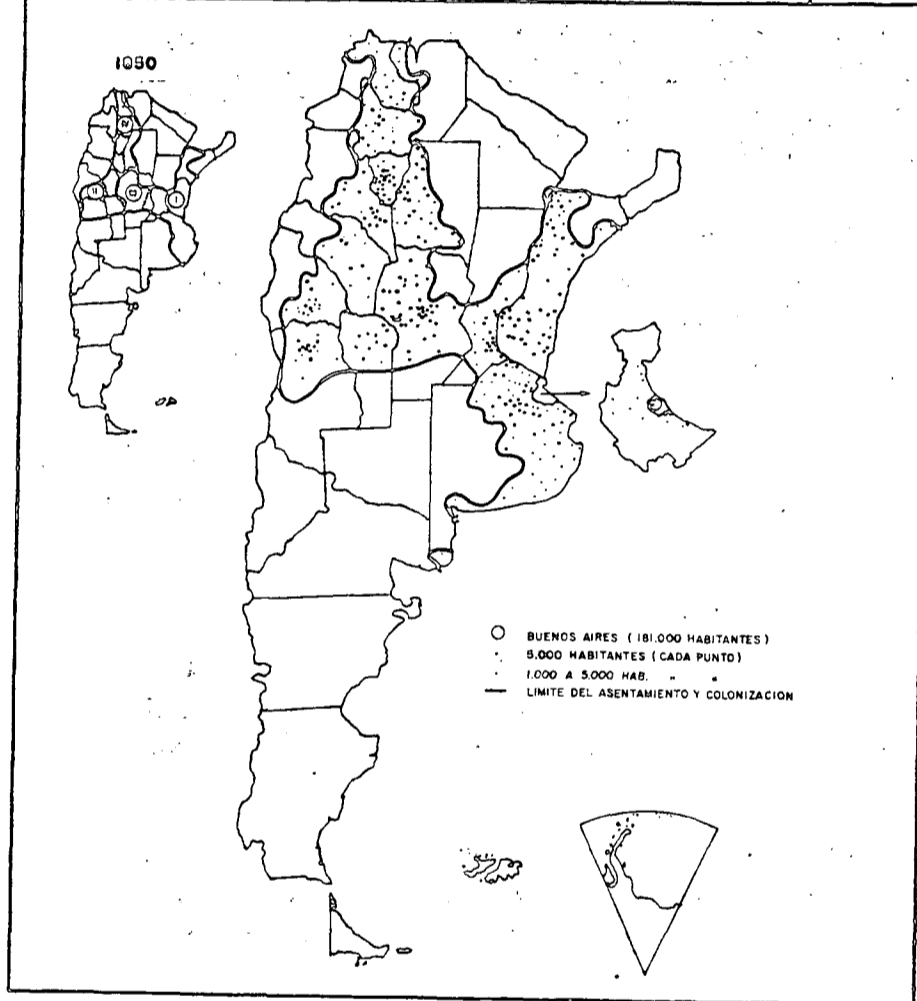 1890
I
BUENOS AIRES (181.000 HABITANTES)
5.000 HABITANTES (CADA PUNTO)
1.000 A 5.000 HAB. " "
LIMITE DEL ASENTAMIENTO Y COLONIZACION